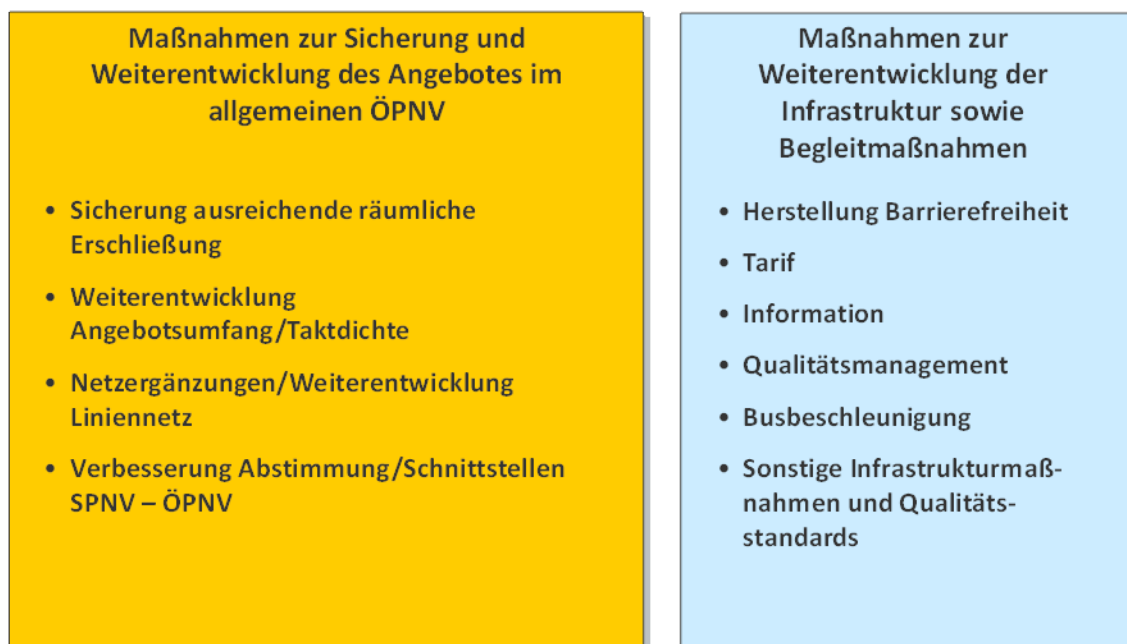 Maßnahmen zur Sicherung und
Weiterentwicklung des Angebotes im
allgemeinen ÖPNV
• Sicherung ausreichende räumliche
Erschließung
• Weiterentwicklung
Angebotsumfang/Taktdichte
• Netzergänzungen/Weiterentwicklung
Liniennetz
• Verbesserung Abstimmung/Schnittstellen
SPNV – ÖPNV
Maßnahmen zur
Weiterentwicklung der
Infrastruktur sowie
Begleitmaßnahmen
• Herstellung Barrierefreiheit
• Tarif
• Information
• Qualitätsmanagement
• Busbeschleunigung
• Sonstige Infrastrukturmaß-
nahmen und Qualitäts-
standards